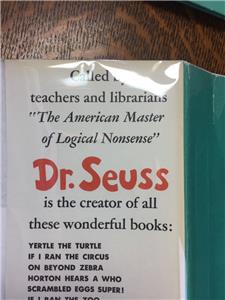 Called by
teachers and librarians
"The American Master
of Logical Nonsense"
Dr. Seuss
is the creator of all
these wonderful books:
YERTLE THE TURTLE
IF I RAN THE CIRCUS
ON BEYOND ZEBRA
HORTON HEARS A WHO
SCRAMBLED EGGS SUPER!
IF I RAN THE ZOO